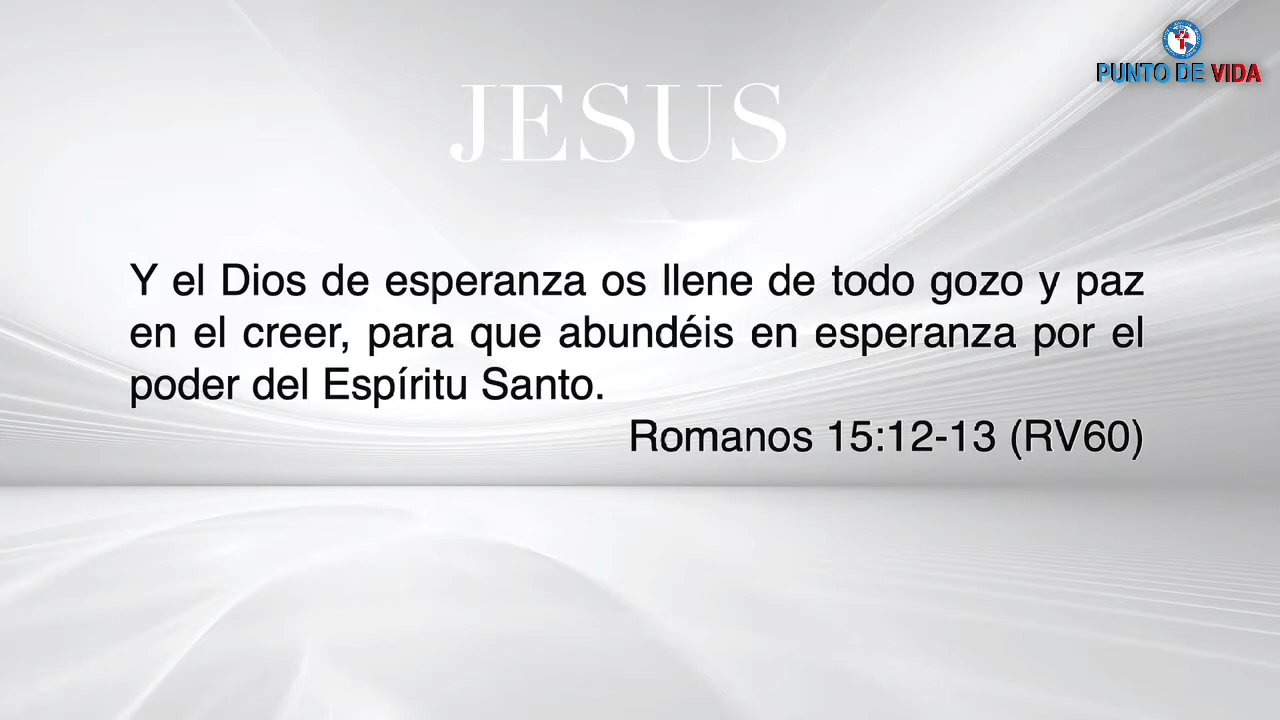 PUNTO DE VIDA
JESUS
Y el Dios de esperanza os llene de todo gozo y paz
en el creer, para que abundéis en esperanza por el
poder del Espíritu Santo.
Romanos 15:12-13 (RV60)